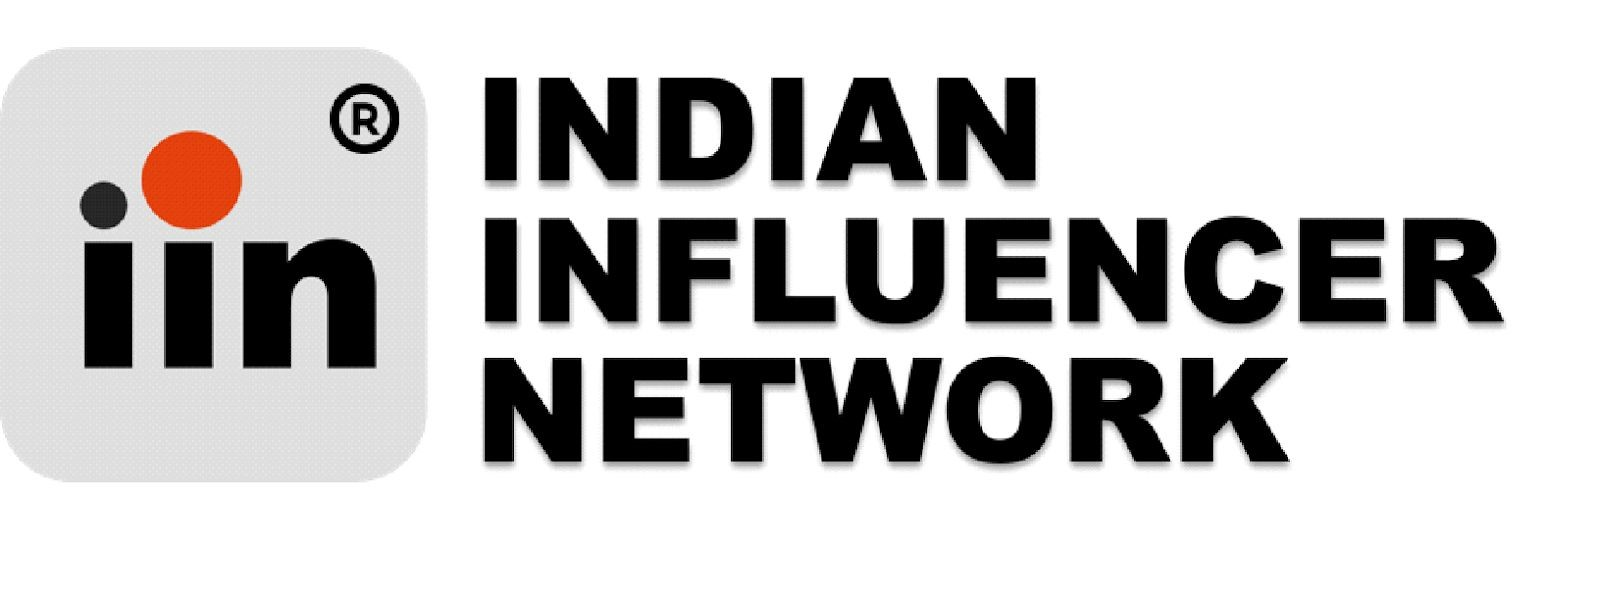 iin ®
INDIAN
INFLUENCER
NETWORK